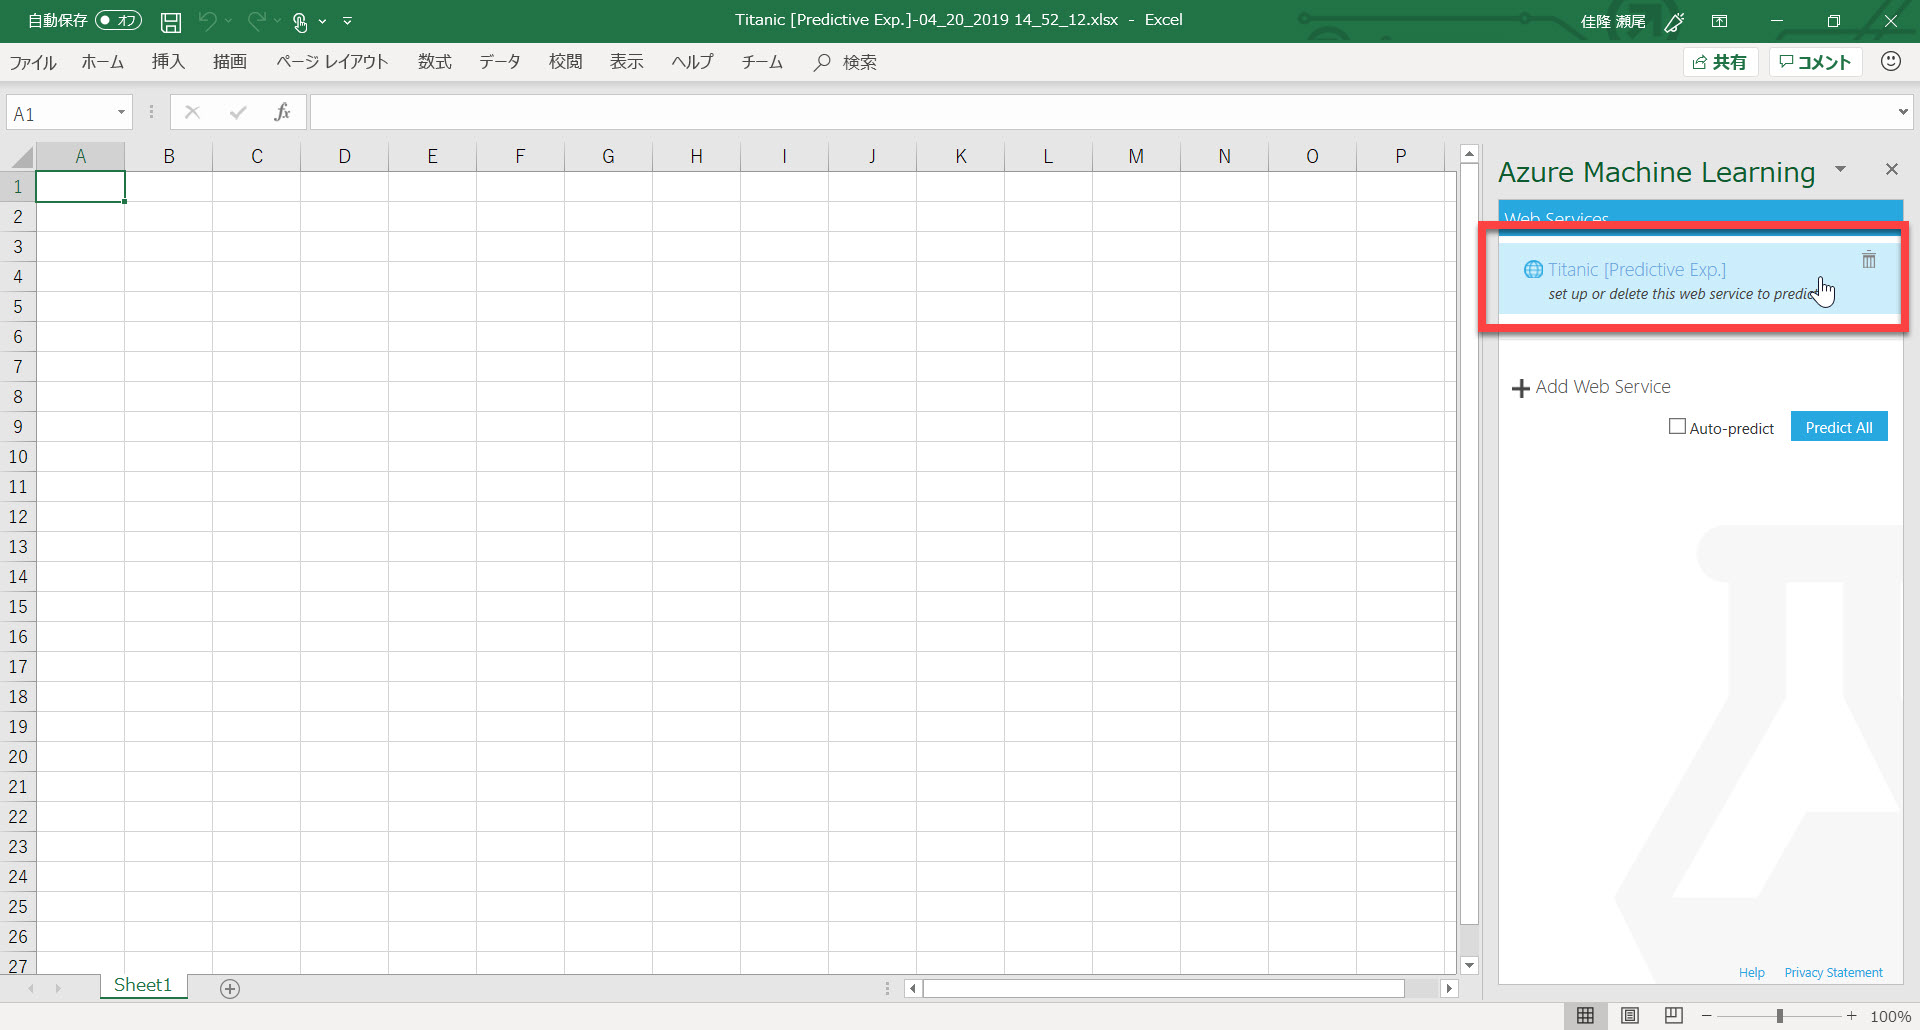 自動保存 オフ
Titanic [Predictive Exp.]-04_20_2019 14_52_12.xlsx - Excel
佳隆 瀬尾
ファイル ホーム 挿入 描画 ページ レイアウト 数式 データ 校閲 表示 ヘルプ チーム 検索 共有 コメント
A1 fx
A B C D E F G H I J K L M N O P
1
2
3
4
5
6
7
8
9
10
11
12
13
14
15
16
17
18
19
20
21
22
23
24
25
26
27
Azure Machine Learning
Web Services
Titanic [Predictive Exp.]
set up or delete this web service to predict
Add Web Service
Auto-predict Predict All
Help Privacy Statement
Sheet1
100%